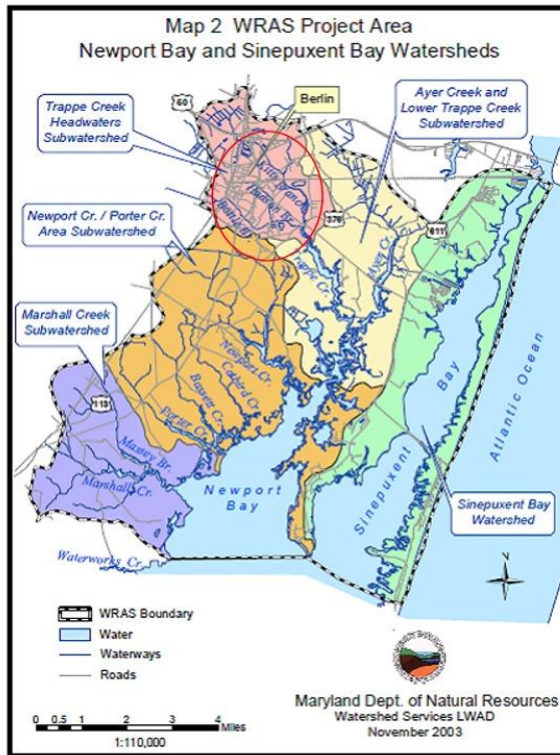 Map 2 WRAS Project Area
Newport Bay and Sinepuxent Bay Watersheds
60
Trappe Creek
Headwaters
Subwatershed
Berlin
Ayer Creek and
Lower Trappe Creek
Subwatershed
376
611
Newport Cr. / Porter Cr.
Area Subwatershed
Trappe Cr.
Ayer Cr.
Marshall Creek
Subwatershed
113
Newport Cr.
Catbird Cr.
Bassett Cr.
Porter Cr.
Massey Br.
Marshall Cr.
Newport
Bay
Sinepuxent
Bay
Atlantic Ocean
Sinepuxent Bay
Watershed
Waterworks Cr.
N
WRAS Boundary
Water
Waterways
Roads
0 0.5 1 2 3 4
Miles
1:110,000
Maryland Dept. of Natural Resources
Watershed Services LWAD
November 2003